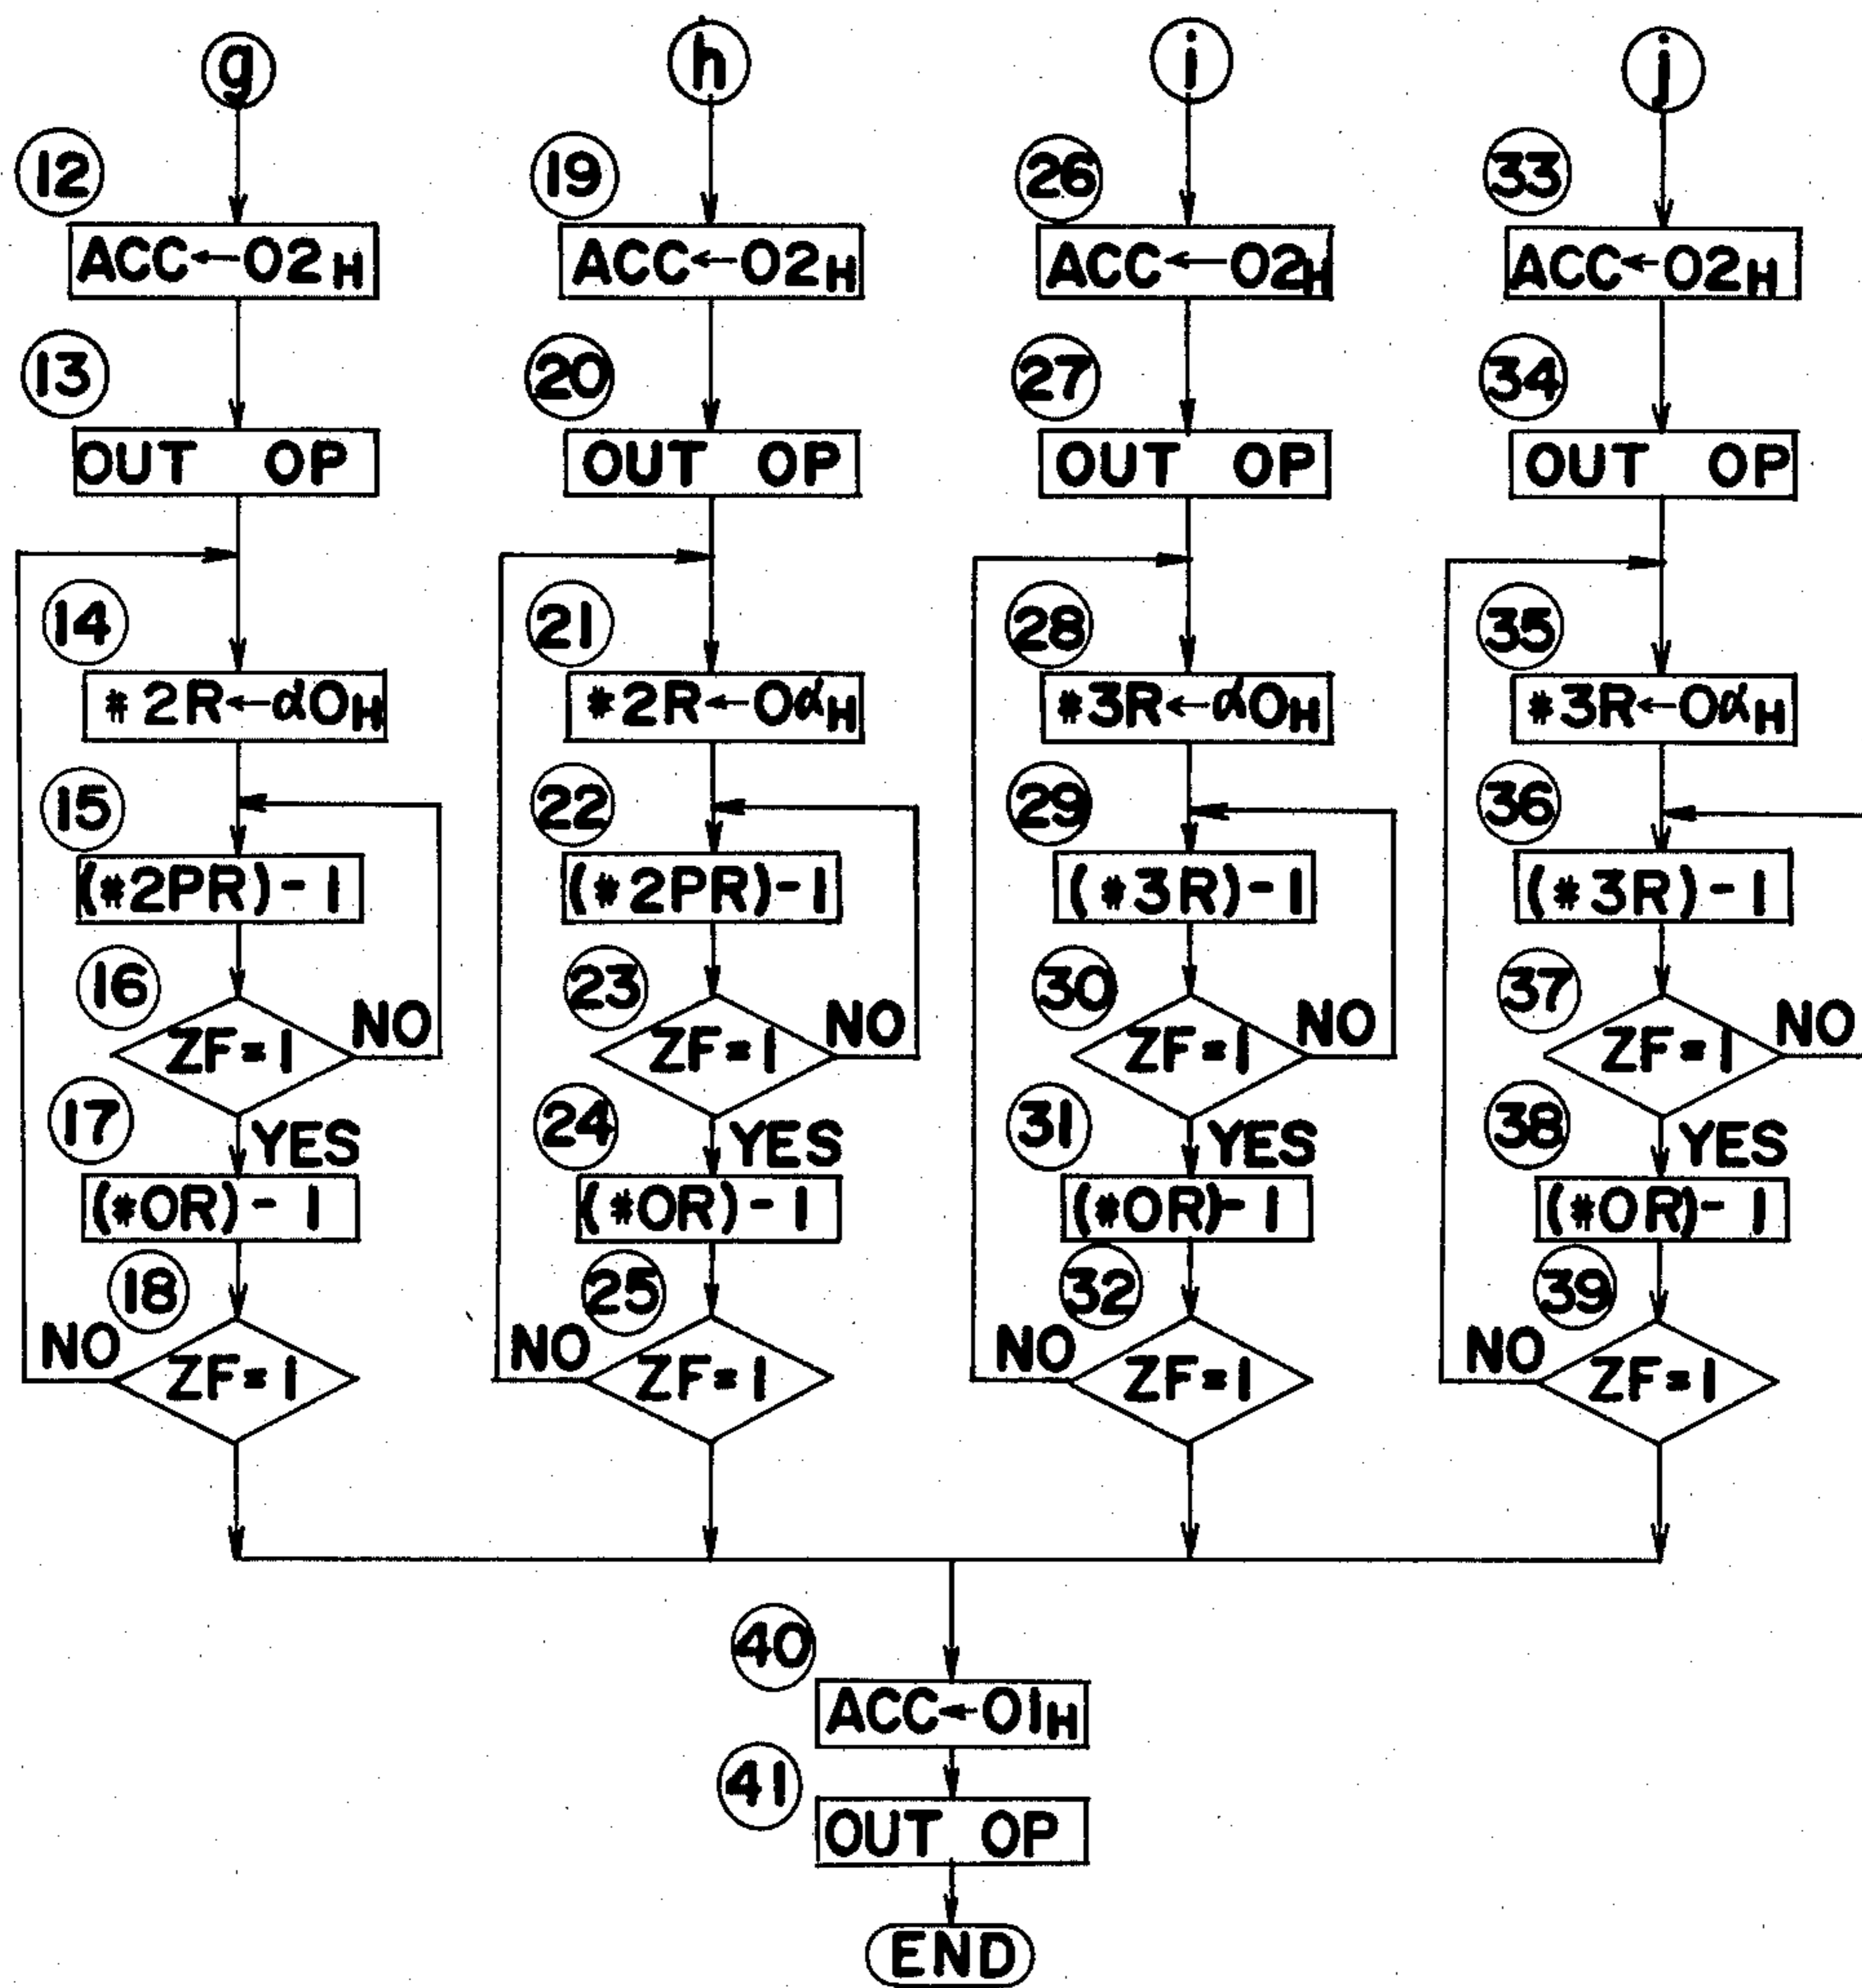 g
12
ACC←02H
13
OUT OP
14
#2R←α0H
15
(#2PR)-1
16
ZF=1
NO
17
YES
(#0R)-1
18
ZF=1
NO
h
19
ACC←02H
20
OUT OP
21
#2R←0αH
22
(#2PR)-1
23
ZF=1
NO
24
YES
(#0R)-1
25
ZF=1
NO
i
26
ACC←02H
27
OUT OP
28
#3R←α0H
29
(#3R)-1
30
ZF=1
NO
31
YES
(#0R)-1
32
ZF=1
NO
j
33
ACC←02H
34
OUT OP
35
#3R←0αH
36
(#3R)-1
37
ZF=1
NO
38
YES
(#0R)-1
39
ZF=1
NO
40
ACC←01H
41
OUT OP
END